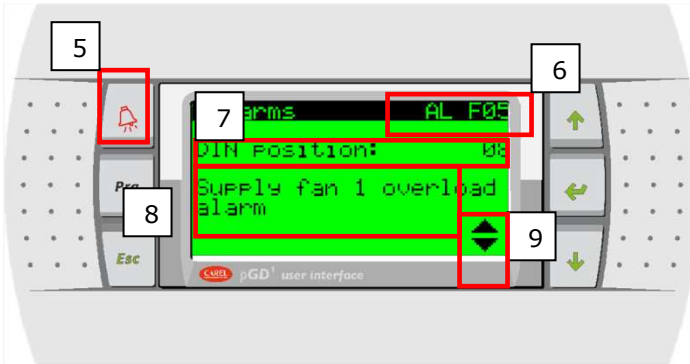 5
6
7
arms AL F05
DIN position: 08
Prg
Supply fan 1 overload
alarm
8
9
Esc
CAREL pGD¹ user interface